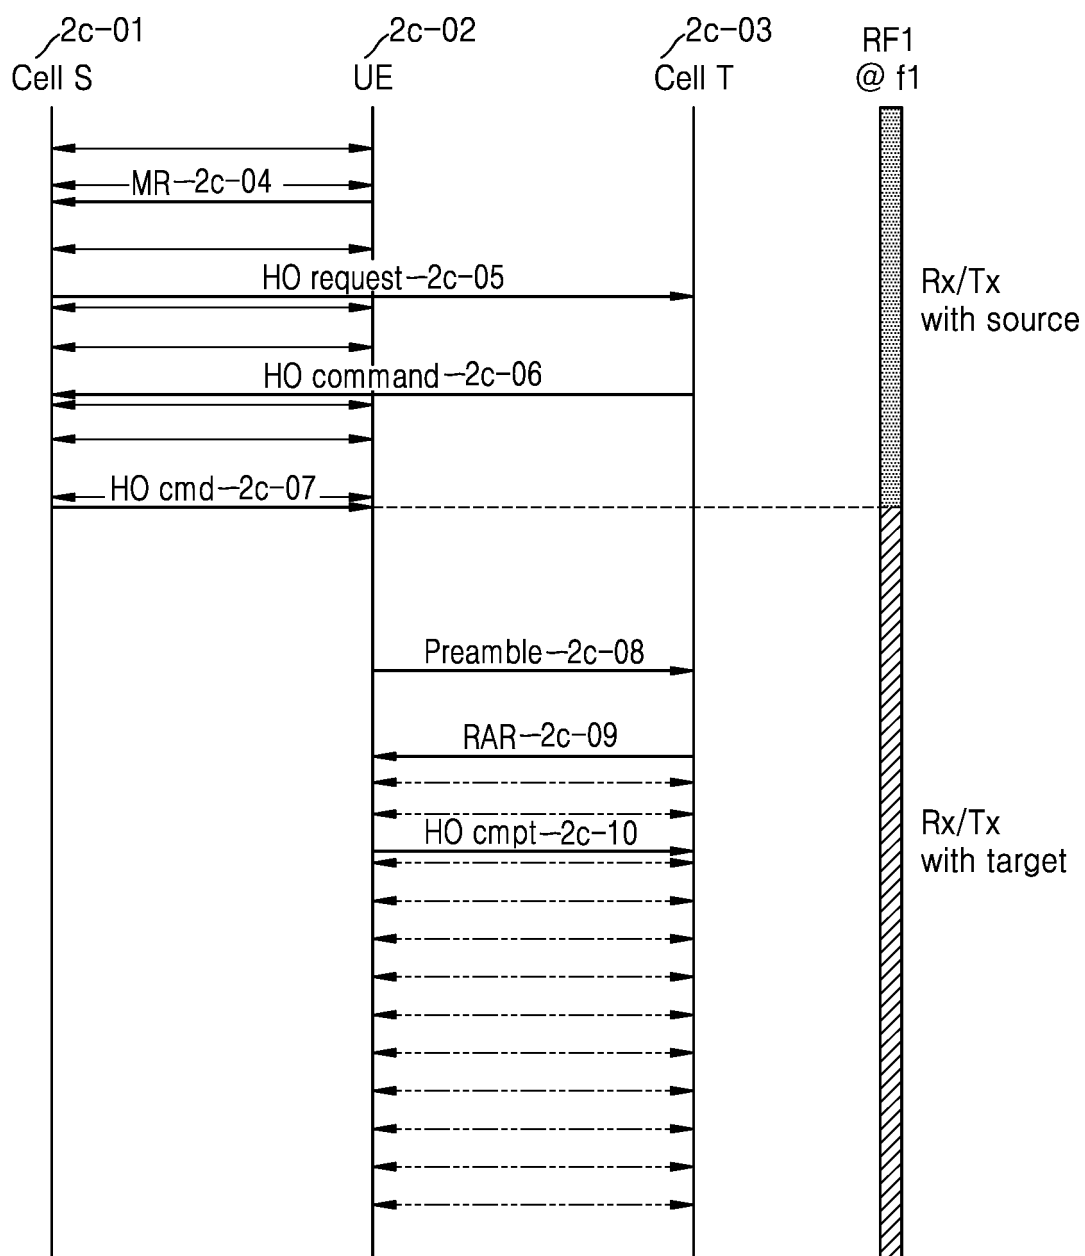 2c-01
2c-02
2c-03
RF1
@ f1
Cell S
UE
Cell T
MR-2c-04
HO request-2c-05
Rx/Tx
with source
HO command-2c-06
HO cmd-2c-07
Preamble-2c-08
RAR-2c-09
HO cmpt-2c-10
Rx/Tx
with target